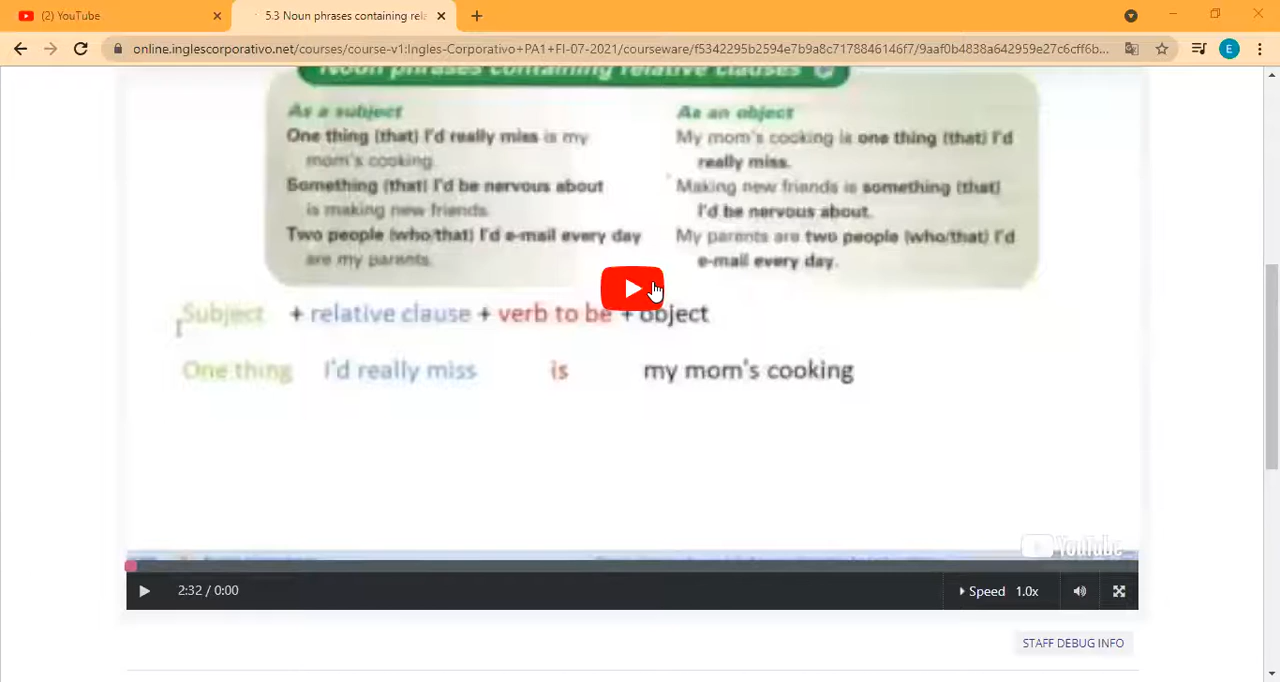 (2) YouTube
5.3 Noun phrases containing rela
online.inglescorporativo.net/courses/course-v1:Ingles-Corporativo+PA1+FI-07-2021/courseware/f5342295b2594e7b9a8c7178846146f7/9aaf0b4838a642959e27c6cff6b...
E
Noun phrases containing relative clauses
As a subject
One thing (that) I'd really miss is my
mom's cooking.
Something (that) I'd be nervous about
is making new friends.
Two people (who/that) I'd e-mail every day
are my parents.
As an object
My mom's cooking is one thing (that) I'd
really miss.
Making new friends is something (that)
I'd be nervous about.
My parents are two people (who/that) I'd
e-mail every day.
Subject + relative clause + verb to be + object
One thing I'd really miss is my mom's cooking
YouTube
2:32 / 0:00
Speed 1.0x
STAFF DEBUG INFO